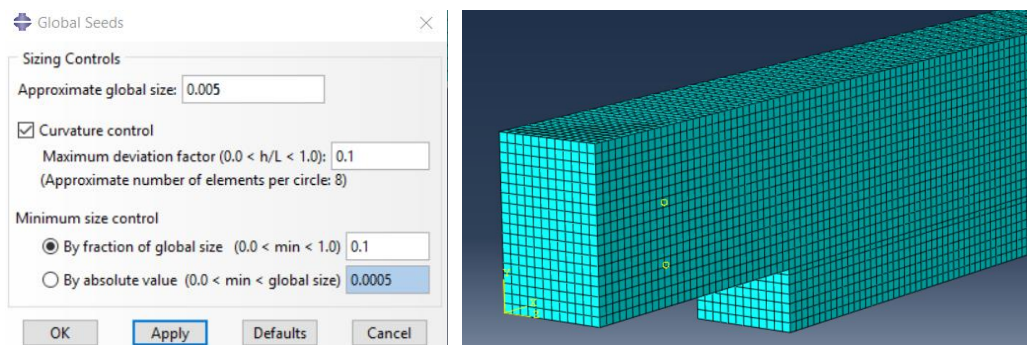 Global Seeds
Sizing Controls
Approximate global size: 0.005
Curvature control
Maximum deviation factor (0.0 < h/L < 1.0): 0.1
(Approximate number of elements per circle: 8)
Minimum size control
By fraction of global size (0.0 < min < 1.0) 0.1
By absolute value (0.0 < min < global size) 0.0005
OK Apply Defaults Cancel